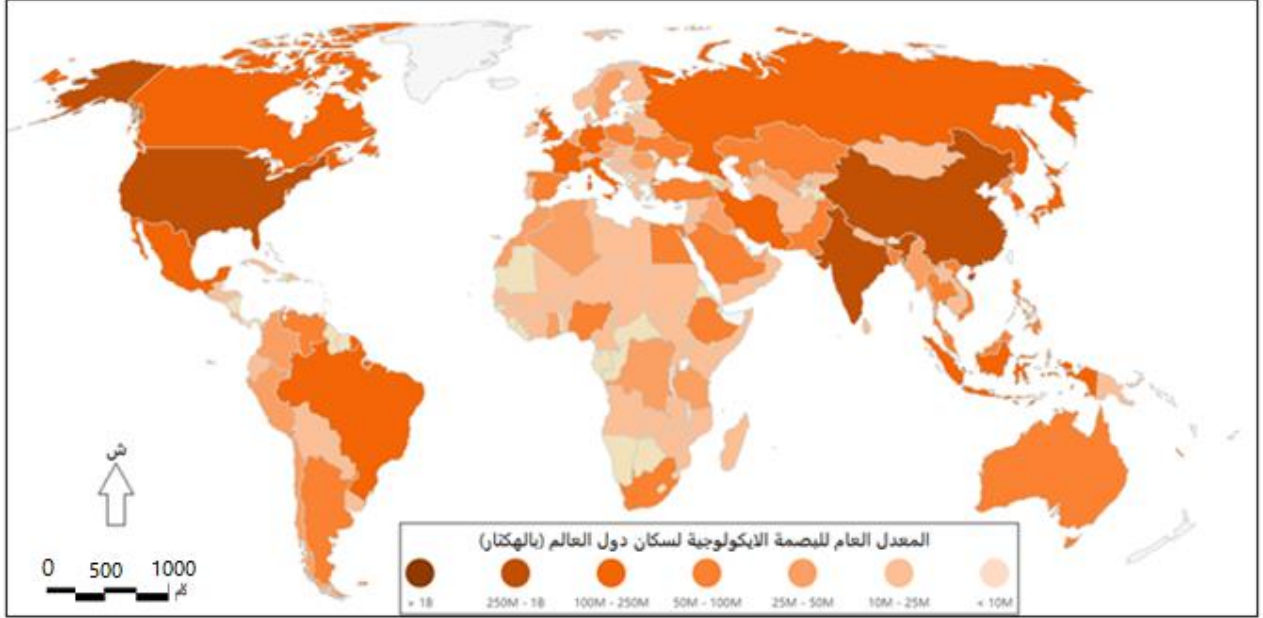 ش
0 500 1000
كم
المعدل العام للبصمة الايكولوجية لسكان دول العالم (بالهكتار)
> 1B 250M - 1B 100M - 250M 50M - 100M 25M - 50M 10M - 25M < 10M